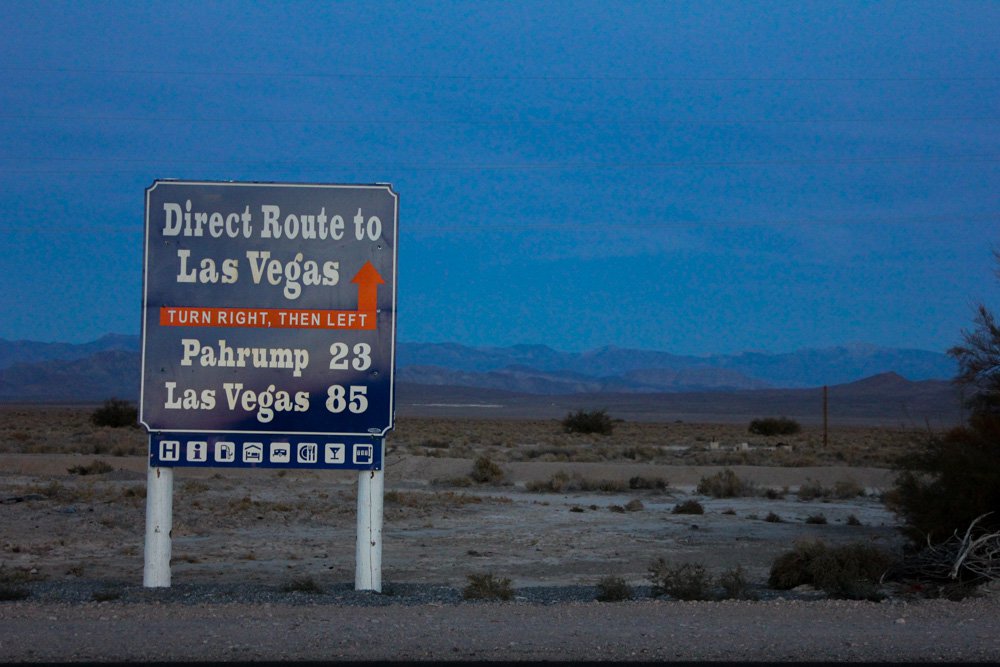 Direct Route to
Las Vegas
TURN RIGHT, THEN LEFT
Pahrump 23
Las Vegas 85
H i